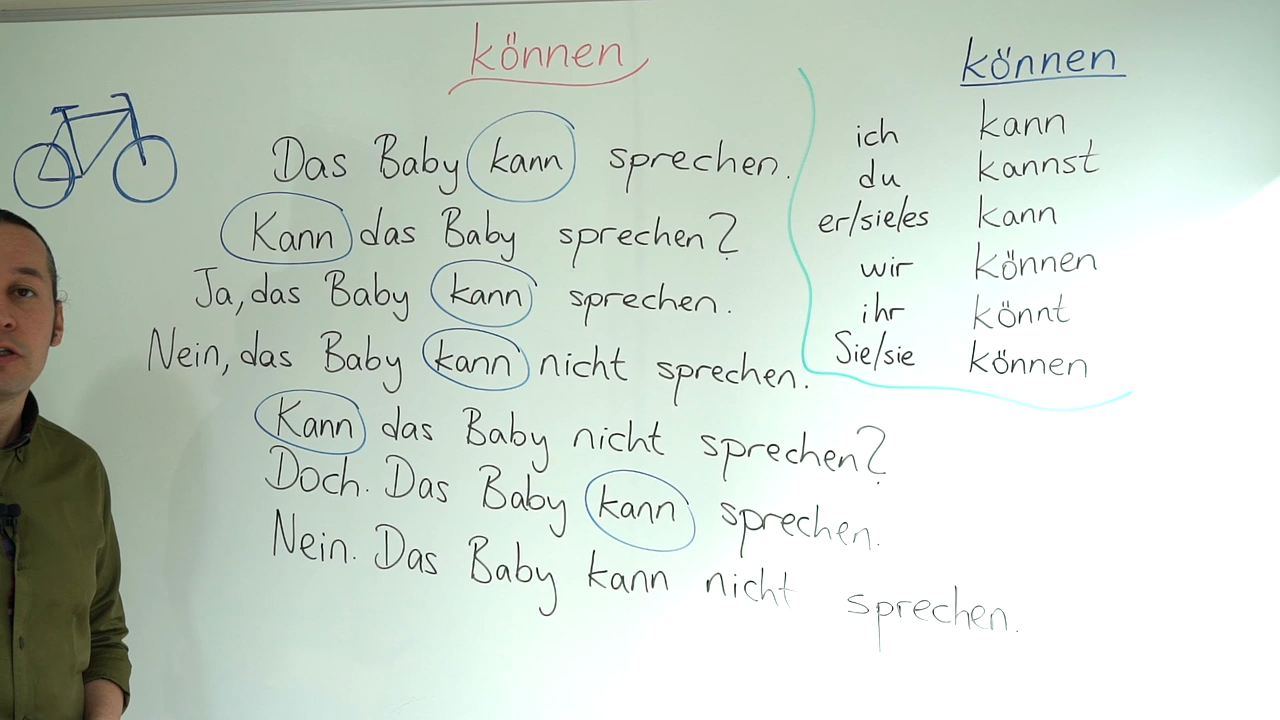 können
Das Baby kann sprechen.
Kann das Baby sprechen?
Ja, das Baby kann sprechen.
Nein, das Baby kann nicht sprechen.
Kann das Baby nicht sprechen?
Doch. Das Baby kann sprechen.
Nein. Das Baby kann nicht sprechen.
können
ich kann
du kannst
er/sie/es kann
wir können
ihr könnt
Sie/sie können